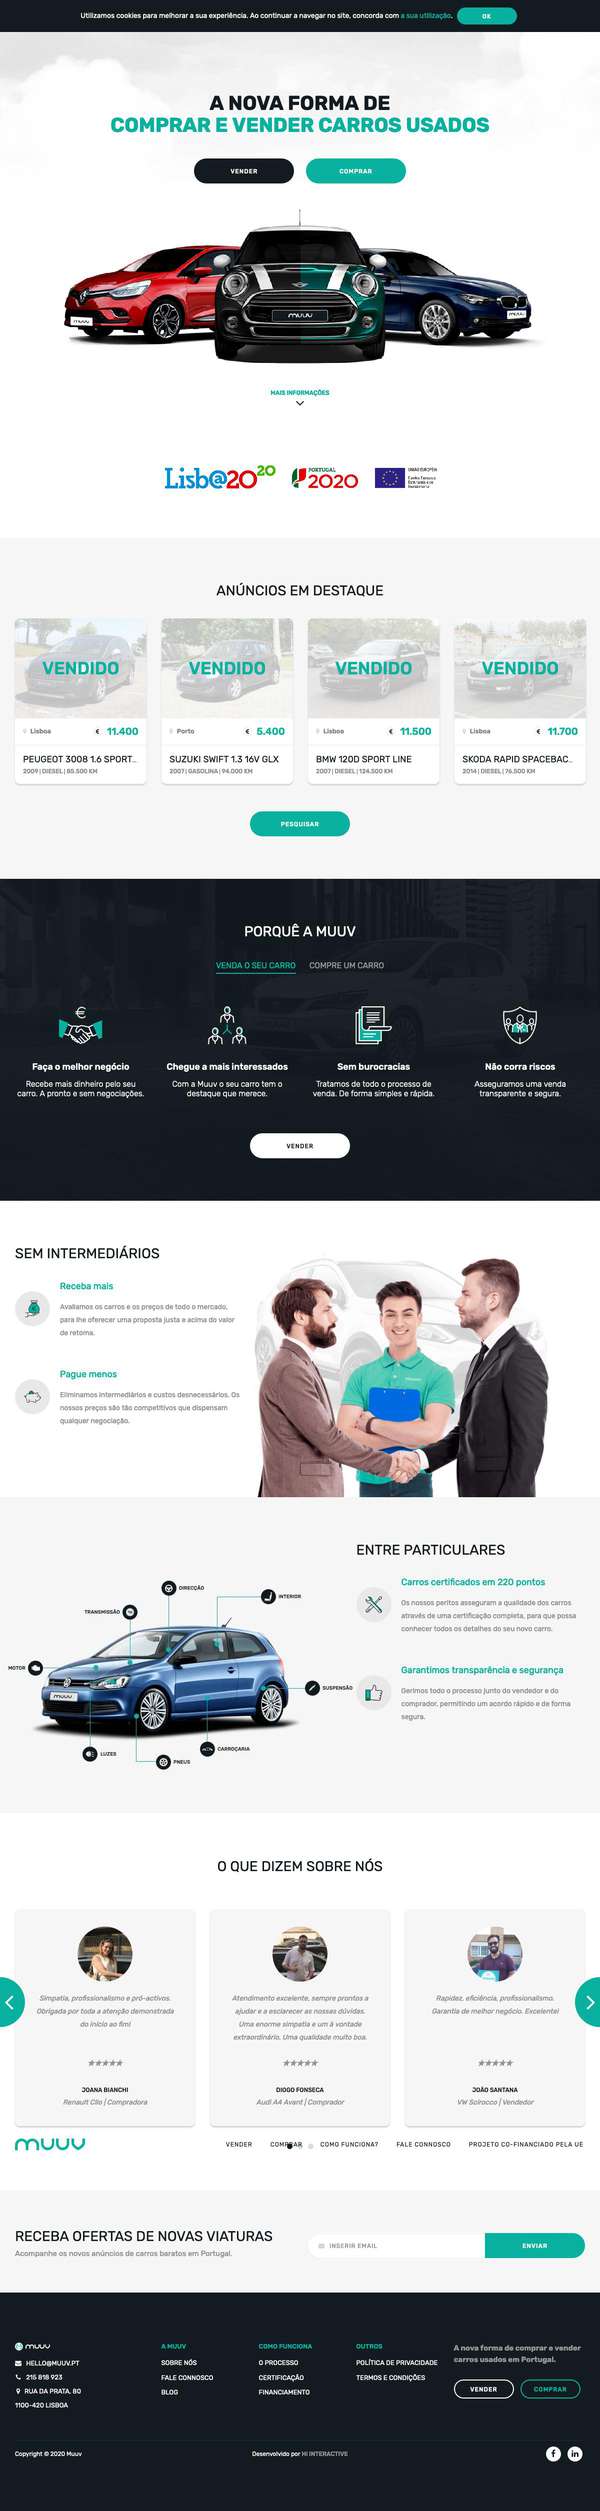 Utilizamos cookies para melhorar a sua experiência. Ao continuar a navegar no site, concorda com a sua utilização.
OK
A NOVA FORMA DE
COMPRAR E VENDER CARROS USADOS
VENDER
COMPRAR
MUUV
MUUV
MUUV
MAIS INFORMAÇÕES
Lisb@2020
PORTUGAL
2020
UNIÃO EUROPEIA
ANÚNCIOS EM DESTAQUE
VENDIDO
VENDIDO
VENDIDO
VENDIDO
Lisboa € 11.400
Porto € 5.400
Lisboa € 11.500
Lisboa € 11.700
PEUGEOT 3008 1.6 SPORT...
2009 | DIESEL | 85.500 KM
SUZUKI SWIFT 1.3 16V GLX
2007 | GASOLINA | 94.000 KM
BMW 120D SPORT LINE
2007 | DIESEL | 124.500 KM
SKODA RAPID SPACEBAC...
2014 | DIESEL | 76.500 KM
PESQUISAR
PORQUÊ A MUUV
VENDA O SEU CARRO
COMPRE UM CARRO
Faça o melhor negócio
Recebe mais dinheiro pelo seu
carro. A pronto e sem negociações.
Chegue a mais interessados
Com a Muuv o seu carro tem o
destaque que merece.
Sem burocracias
Tratamos de todo o processo de
venda. De forma simples e rápida.
Não corra riscos
Asseguramos uma venda
transparente e segura.
VENDER
SEM INTERMEDIÁRIOS
Receba mais
Avaliamos os carros e os preços de todo o mercado,
para lhe oferecer uma proposta justa e acima do valor
de retoma.
Pague menos
Eliminamos intermediários e custos desnecessários. Os
nossos preços são tão competitivos que dispensam
qualquer negociação.
DIRECÇÃO
INTERIOR
TRANSMISSÃO
MOTOR
SUSPENSÃO
MUUV
LUZES
CARROÇARIA
PNEUS
ENTRE PARTICULARES
Carros certificados em 220 pontos
Os nossos peritos asseguram a qualidade dos carros
através de uma certificação completa, para que possa
conhecer todos os detalhes do seu novo carro.
Garantimos transparência e segurança
Gerimos todo o processo junto do vendedor e do
comprador, permitindo um acordo rápido e de forma
segura.
O QUE DIZEM SOBRE NÓS
Simpatia, profissionalismo e pró-activos.
Obrigada por toda a atenção demonstrada
do início ao fim!
★★★★★
JOANA BIANCHI
Renault Clio | Compradora
Atendimento excelente, sempre prontos a
ajudar e a esclarecer as nossas dúvidas.
Uma enorme simpatia e um à vontade
extraordinário. Uma qualidade muito boa.
★★★★★
DIOGO FONSECA
Audi A4 Avant | Comprador
Rapidez, eficiência, profissionalismo.
Garantia de melhor negócio. Excelente!
★★★★★
JOÃO SANTANA
VW Scirocco | Vendedor
MUUV
VENDER
COMPRAR
COMO FUNCIONA?
FALE CONNOSCO
PROJETO CO-FINANCIADO PELA UE
RECEBA OFERTAS DE NOVAS VIATURAS
Acompanhe os novos anúncios de carros baratos em Portugal.
INSERIR EMAIL
ENVIAR
MUUV
HELLO@MUUV.PT
215 818 923
RUA DA PRATA, 80
1100-420 LISBOA
A MUUV
SOBRE NÓS
FALE CONNOSCO
BLOG
COMO FUNCIONA
O PROCESSO
CERTIFICAÇÃO
FINANCIAMENTO
OUTROS
POLÍTICA DE PRIVACIDADE
TERMOS E CONDIÇÕES
A nova forma de comprar e vender
carros usados em Portugal.
VENDER
COMPRAR
Copyright © 2020 Muuv
Desenvolvido por HI INTERACTIVE